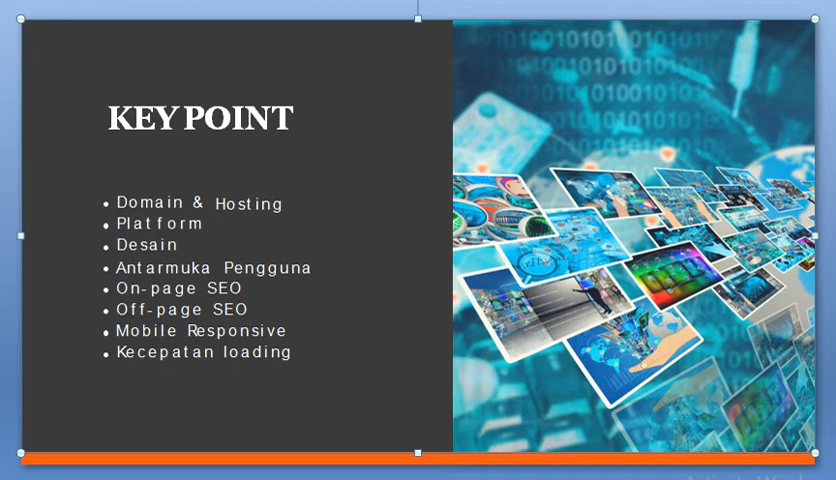 KEY POINT
• Domain & Hosting
• Platform
• Desain
• Antarmuka Pengguna
• On-page SEO
• Off-page SEO
• Mobile Responsive
• Kecepatan loading